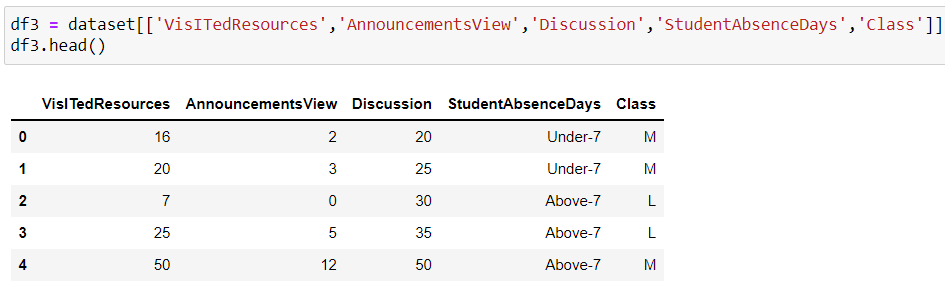 df3 = dataset[['VisITedResources','AnnouncementsView','Discussion','StudentAbsenceDays','Class']]
df3.head()
VisITedResources AnnouncementsView Discussion StudentAbsenceDays Class
0 16 2 20 Under-7 M
1 20 3 25 Under-7 M
2 7 0 30 Above-7 L
3 25 5 35 Above-7 L
4 50 12 50 Above-7 M